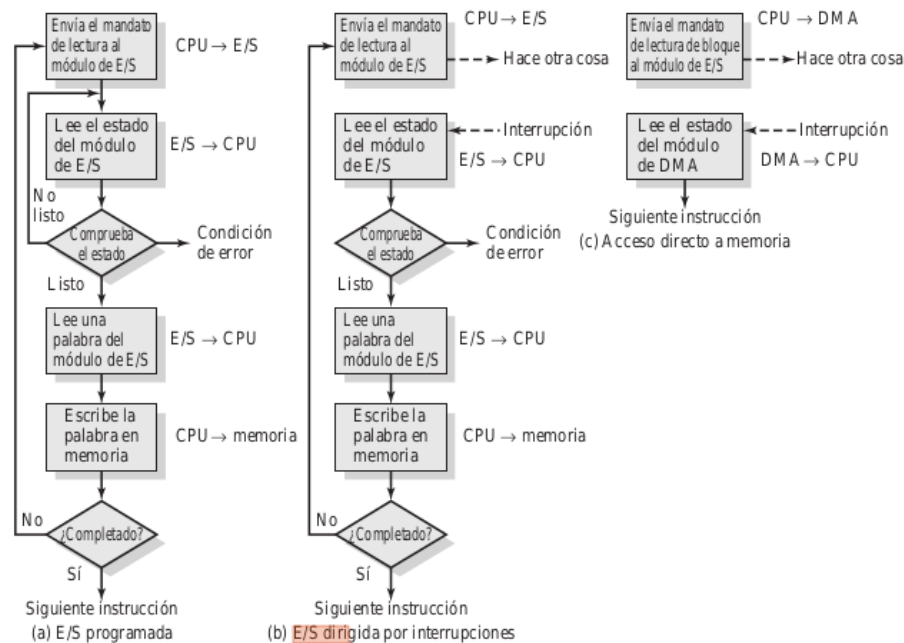 Envía el mandato
de lectura al
módulo de E/S
CPU → E/S
Lee el estado
del módulo
de E/S
E/S → CPU
No
listo
Comprueba
el estado
Condición
de error
Listo
Lee una
palabra del
módulo de E/S
E/S → CPU
Escribe la
palabra en
memoria
CPU → memoria
No
¿Completado?
Sí
Siguiente instrucción
(a) E/S programada
Envía el mandato
de lectura al
módulo de E/S
CPU → E/S
Hace otra cosa
Lee el estado
del módulo
de E/S
Interrupción
E/S → CPU
Comprueba
el estado
Condición
de error
Listo
Lee una
palabra del
módulo de E/S
E/S → CPU
Escribe la
palabra en
memoria
CPU → memoria
No
¿Completado?
Sí
Siguiente instrucción
(b) E/S dirigida por interrupciones
Envía el mandato
de lectura de bloque
al módulo de E/S
CPU → DMA
Hace otra cosa
Lee el estado
del módulo
de DMA
Interrupción
DMA → CPU
Siguiente instrucción
(c) Acceso directo a memoria